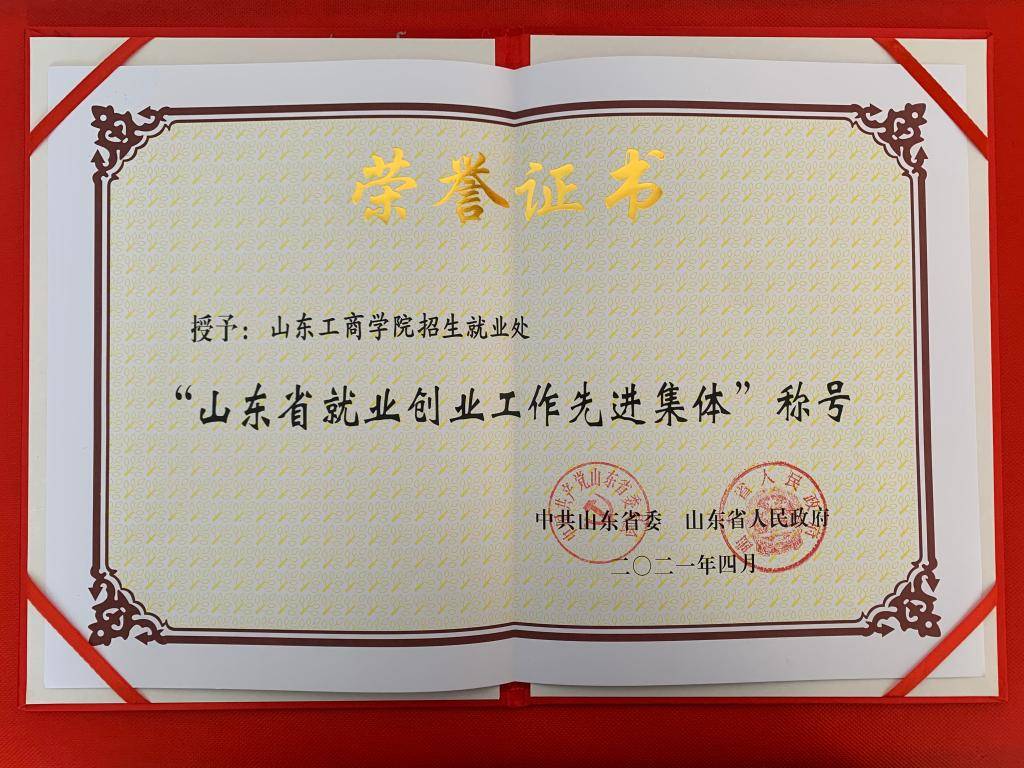 荣誉证书
授予：山东工商学院招生就业处
“山东省就业创业工作先进集体”称号
中共山东省委 山东省人民政府
二〇二一年四月